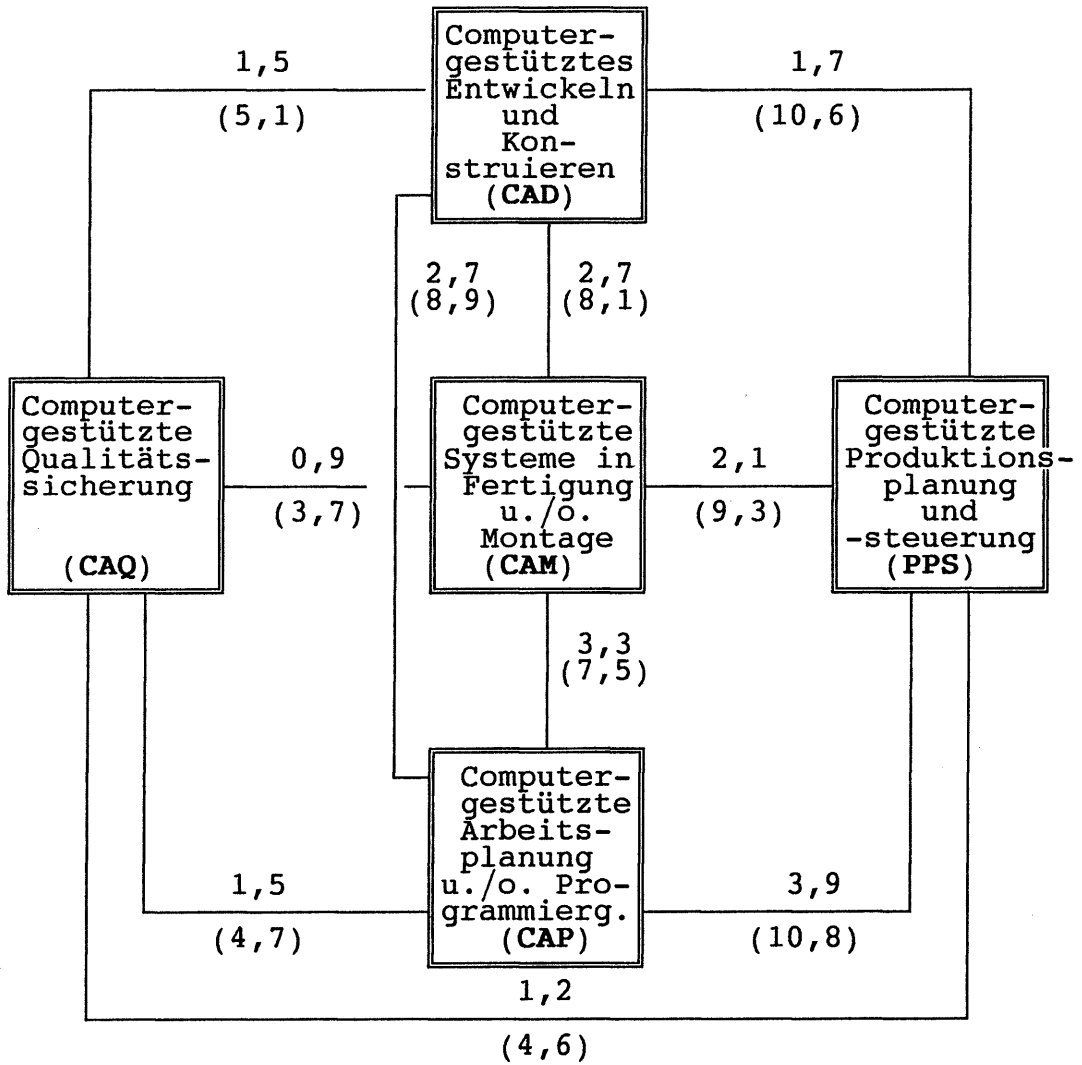 Computer-
gestütztes
Entwickeln
und
Kon-
struieren
(CAD)
1,5
(5,1)
1,7
(10,6)
2,7
(8,9)
2,7
(8,1)
Computer-
gestützte
Qualitäts-
sicherung
(CAQ)
0,9
(3,7)
Computer-
gestützte
Systeme in
Fertigung
u./o.
Montage
(CAM)
2,1
(9,3)
Computer-
gestützte
Produktions-
planung
und
-steuerung
(PPS)
3,3
(7,5)
Computer-
gestützte
Arbeits-
planung
u./o. Pro-
grammierg.
(CAP)
1,5
(4,7)
3,9
(10,8)
1,2
(4,6)